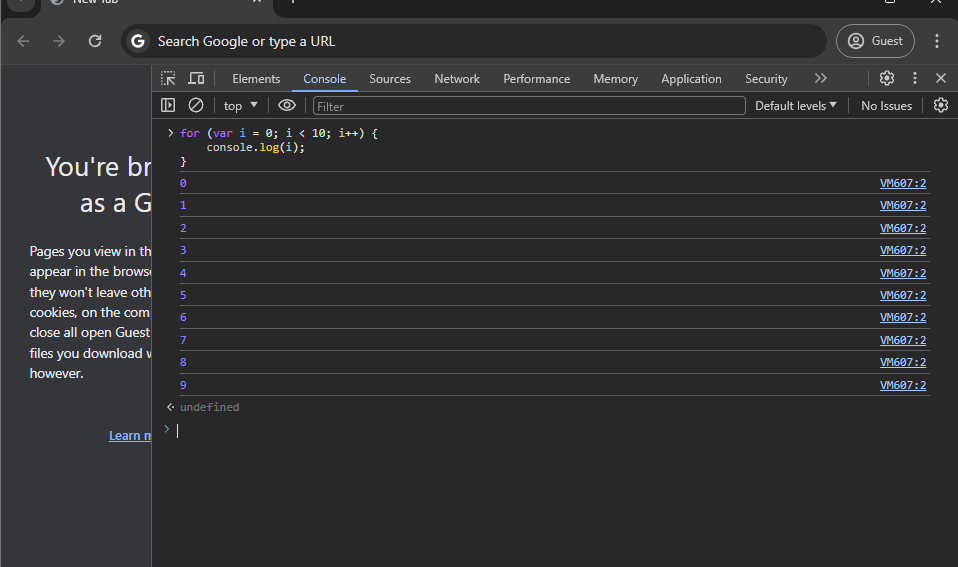 New Tab
Search Google or type a URL
Guest
Elements Console Sources Network Performance Memory Application Security
top Filter Default levels No Issues
You're br
as a G
Pages you view in th
appear in the browse
they won't leave oth
cookies, on the com
close all open Guest
files you download w
however.
Learn m
for (var i = 0; i < 10; i++) {
console.log(i);
}
0 VM607:2
1 VM607:2
2 VM607:2
3 VM607:2
4 VM607:2
5 VM607:2
6 VM607:2
7 VM607:2
8 VM607:2
9 VM607:2
undefined